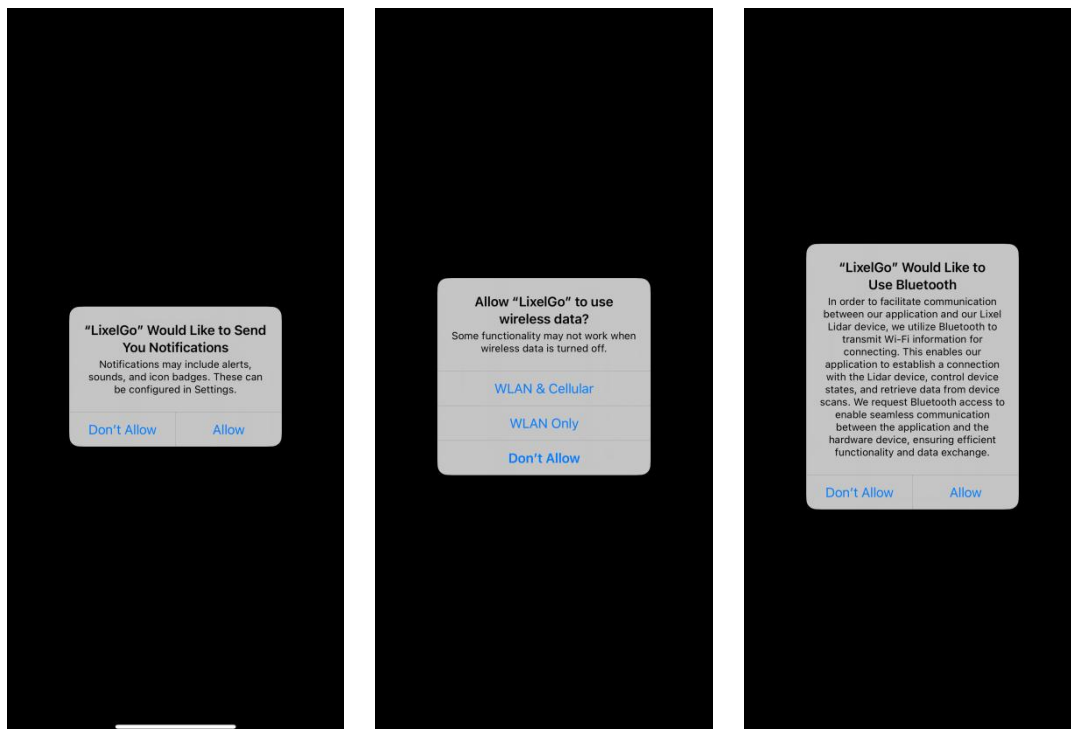 “LixelGo” Would Like to Send
You Notifications
Notifications may include alerts,
sounds, and icon badges. These can
be configured in Settings.
Don’t Allow
Allow
Allow “LixelGo” to use
wireless data?
Some functionality may not work when
wireless data is turned off.
WLAN & Cellular
WLAN Only
Don’t Allow
“LixelGo” Would Like to
Use Bluetooth
In order to facilitate communication
between our application and our Lixel
Lidar device, we utilize Bluetooth to
transmit Wi-Fi information for
connecting. This enables our
application to establish a connection
with the Lidar device, control device
states, and retrieve data from device
scans. We request Bluetooth access to
enable seamless communication
between the application and the
hardware device, ensuring efficient
functionality and data exchange.
Don’t Allow
Allow